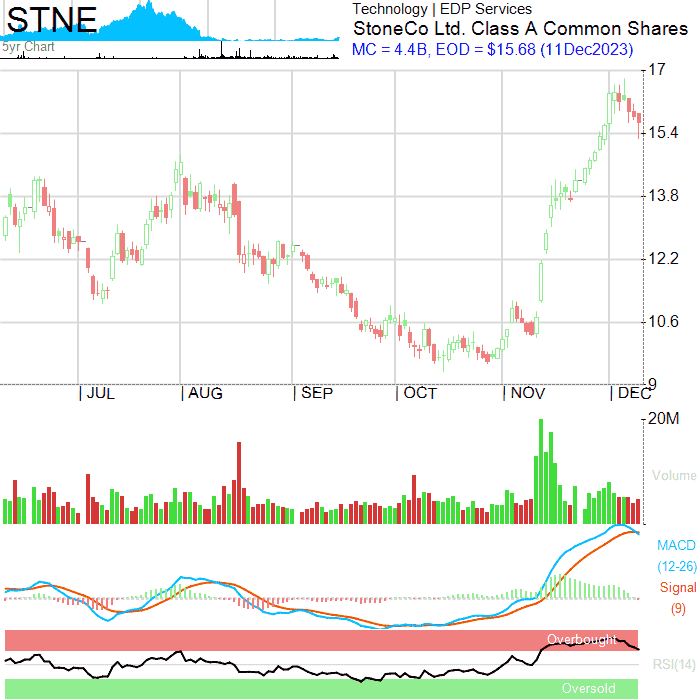 STNE
5yr Chart
Technology | EDP Services
StoneCo Ltd. Class A Common Shares
MC = 4.4B, EOD = $15.68 (11Dec2023)
17
15.4
13.8
12.2
10.6
9
| JUL | AUG | SEP | OCT | NOV | DEC
20M
Volume
MACD
(12-26)
Signal
(9)
Overbought
RSI(14)
Oversold